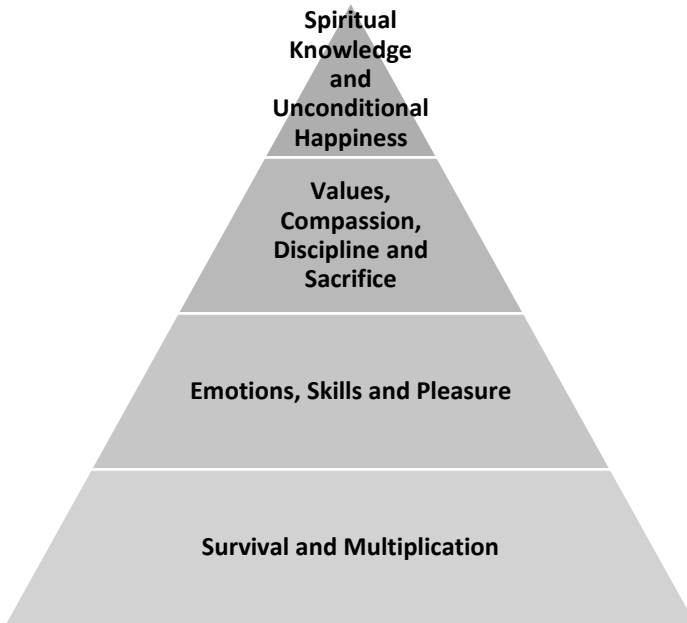 Spiritual
Knowledge
and
Unconditional
Happiness
Values,
Compassion,
Discipline and
Sacrifice
Emotions, Skills and Pleasure
Survival and Multiplication